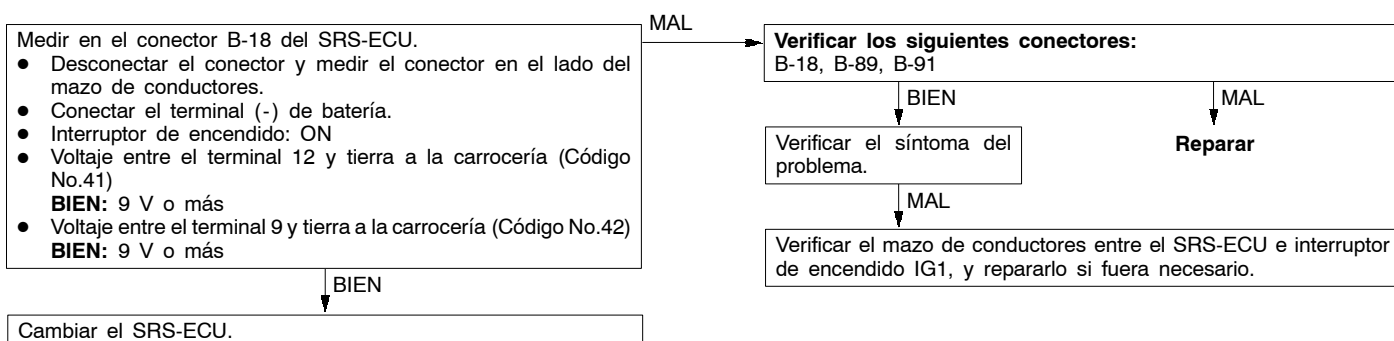 Medir en el conector B-18 del SRS-ECU.
● Desconectar el conector y medir el conector en el lado del
mazo de conductores.
● Conectar el terminal (-) de batería.
● Interruptor de encendido: ON
● Voltaje entre el terminal 12 y tierra a la carrocería (Código
No.41)
BIEN: 9 V o más
● Voltaje entre el terminal 9 y tierra a la carrocería (Código No.42)
BIEN: 9 V o más
MAL
Verificar los siguientes conectores:
B-18, B-89, B-91
BIEN
MAL
Verificar el síntoma del
problema.
Reparar
MAL
Verificar el mazo de conductores entre el SRS-ECU e interruptor
de encendido IG1, y repararlo si fuera necesario.
BIEN
Cambiar el SRS-ECU.